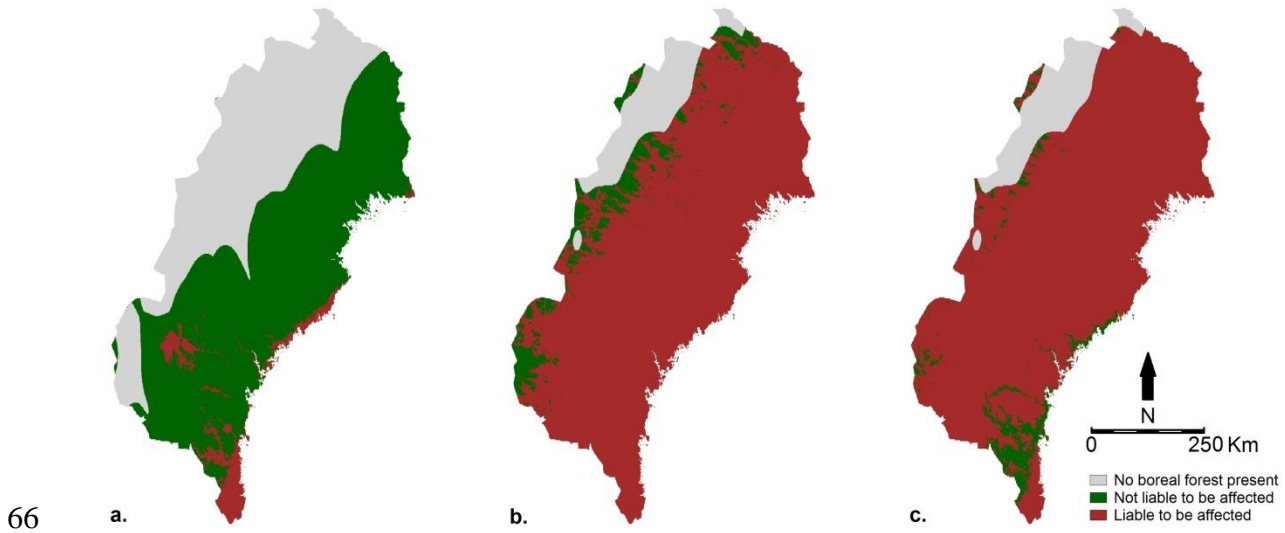 N
0 250 Km
No boreal forest present
Not liable to be affected
Liable to be affected
66 a. b. c.